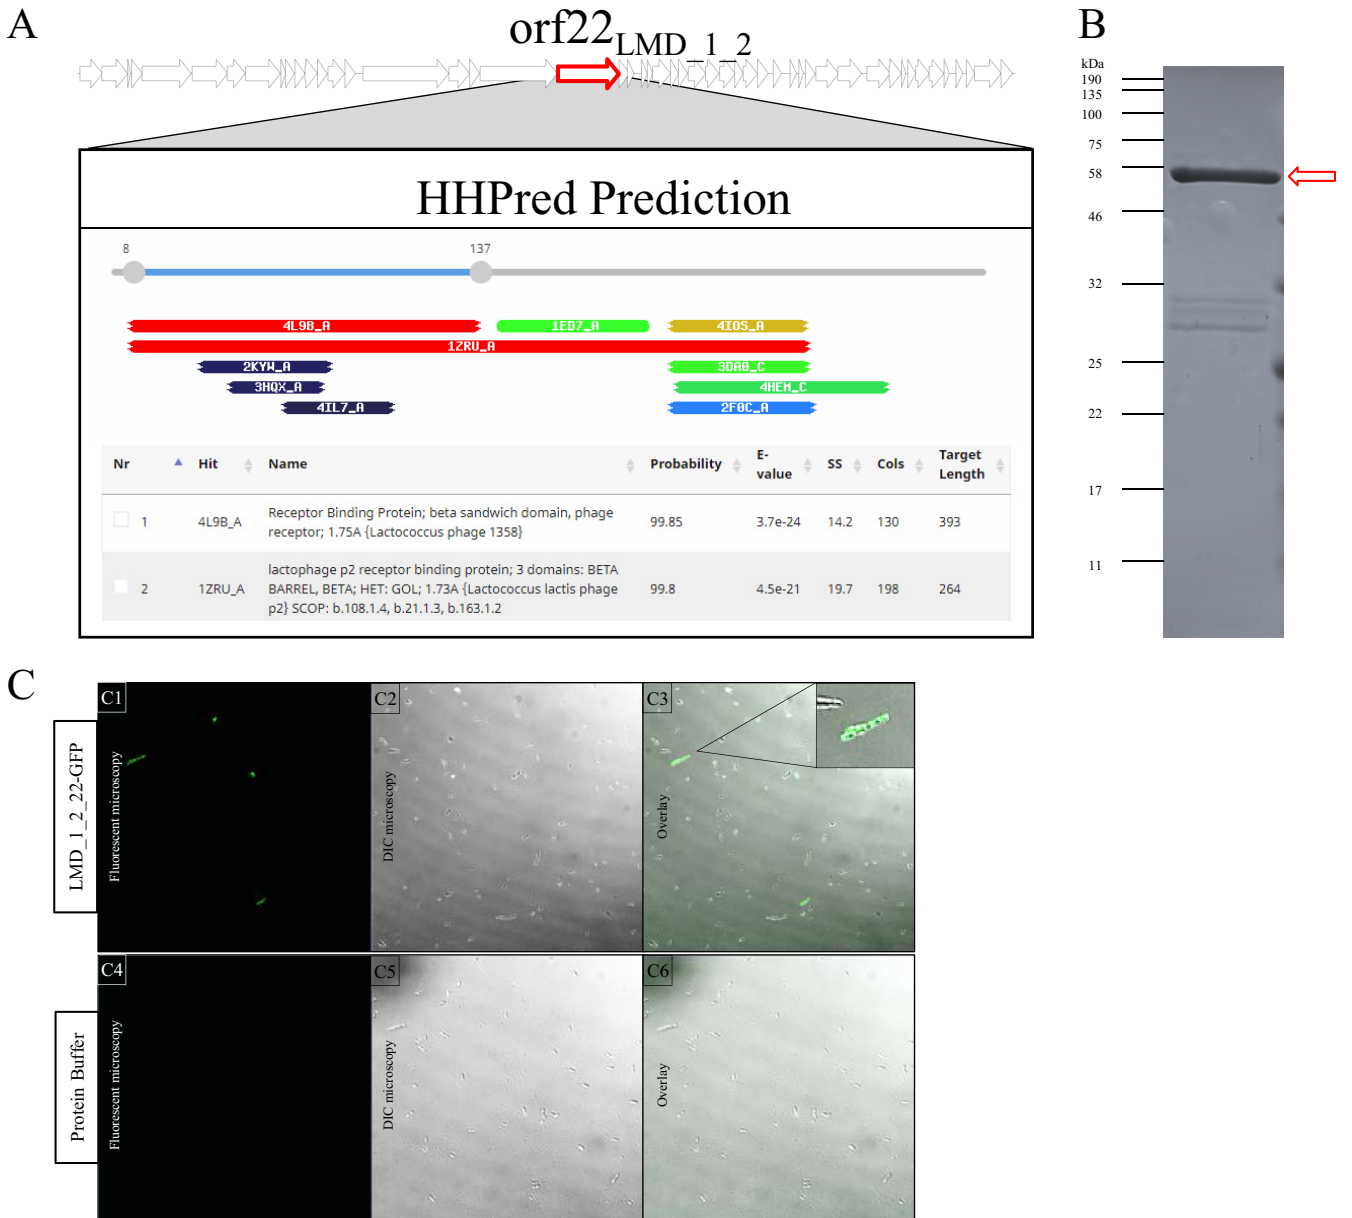 A
orf22LMD_1_2
HHPred Prediction
8
137
4L9B_A
1ED7_A
4IOS_A
1ZRU_A
2KYW_A
3DA0_C
3HQX_A
4HEM_C
4IL7_A
2F0C_A
Nr Hit Name Probability E-value SS Cols Target Length
1 4L9B_A Receptor Binding Protein; beta sandwich domain, phage receptor; 1.75A {Lactococcus phage 1358} 99.85 3.7e-24 14.2 130 393
2 1ZRU_A lactophage p2 receptor binding protein; 3 domains: BETA BARREL, BETA; HET: GOL; 1.73A {Lactococcus lactis phage p2} SCOP: b.108.1.4, b.21.1.3, b.163.1.2 99.8 4.5e-21 19.7 198 264
B
kDa
190
135
100
75
58
46
32
25
22
17
11
C
LMD_1_2_22-GFP
C1
Fluorescent microscopy
C2
DIC microscopy
C3
Overlay
Protein Buffer
C4
Fluorescent microscopy
C5
DIC microscopy
C6
Overlay